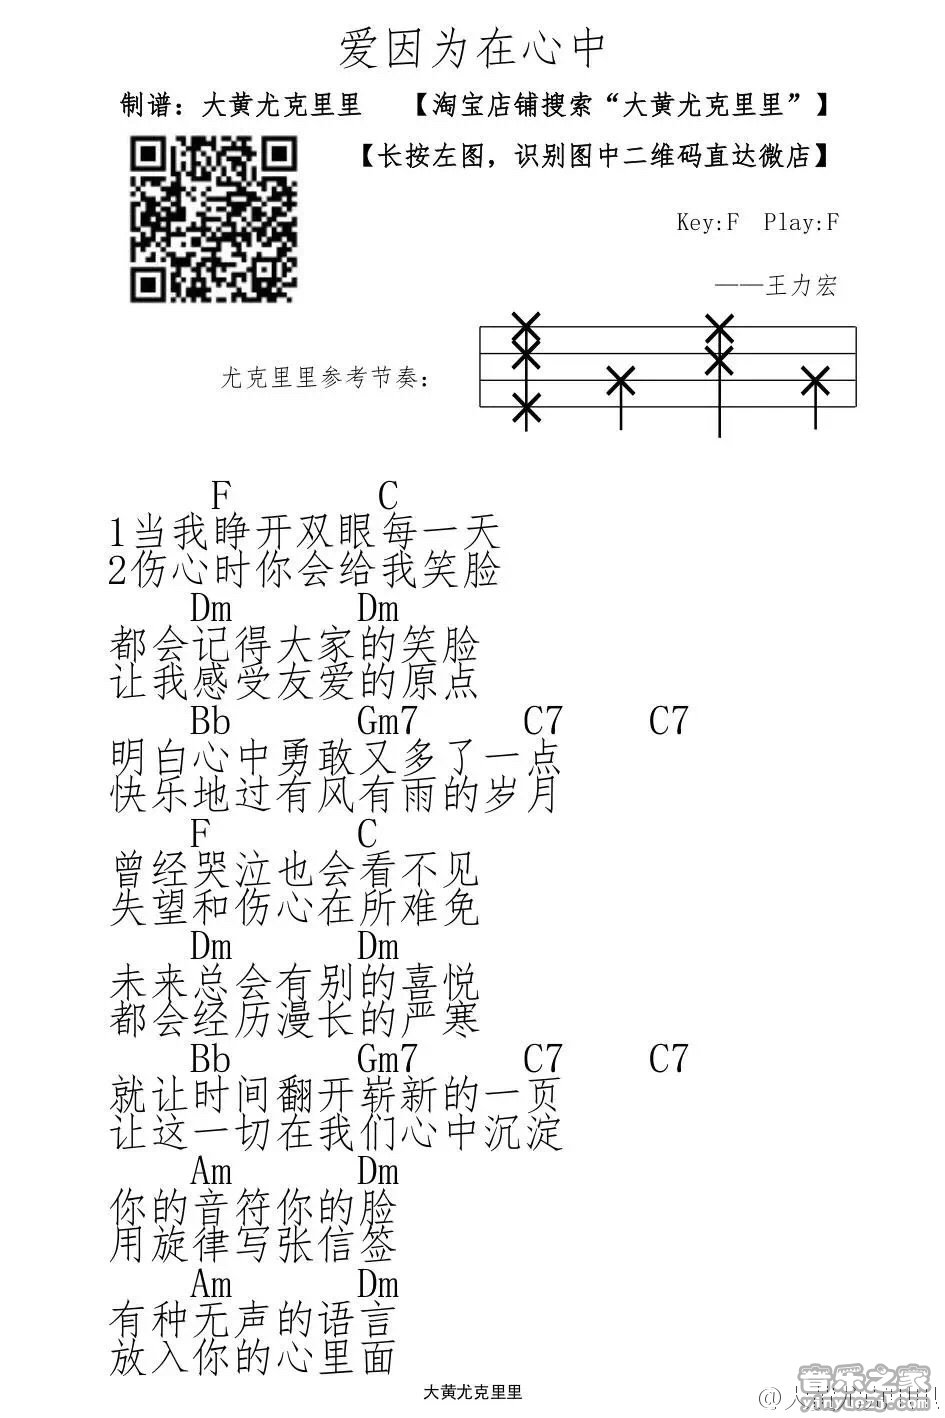 爱因为在心中
制谱：大黄尤克里里 【淘宝店铺搜索“大黄尤克里里”】
【长按左图，识别图中二维码直达微店】
Key:F Play:F
——王力宏
尤克里里参考节奏：
F C
1当我睁开双眼每一天
2伤心时你会给我笑脸
Dm Dm
都会记得大家的笑脸
让我感受友爱的原点
Bb Gm7 C7 C7
明白心中勇敢又多了一点
快乐地过有风有雨的岁月
F C
曾经哭泣也会看不见
失望和伤心在所难免
Dm Dm
未来总会有别的喜悦
都会经历漫长的严寒
Bb Gm7 C7 C7
就让时间翻开崭新的一页
让这一切在我们心中沉淀
Am Dm
你的音符你的脸
用旋律写张信签
Am Dm
有种无声的语言
放入你的心里面
大黄尤克里里
音乐之家
yinyuezj.com